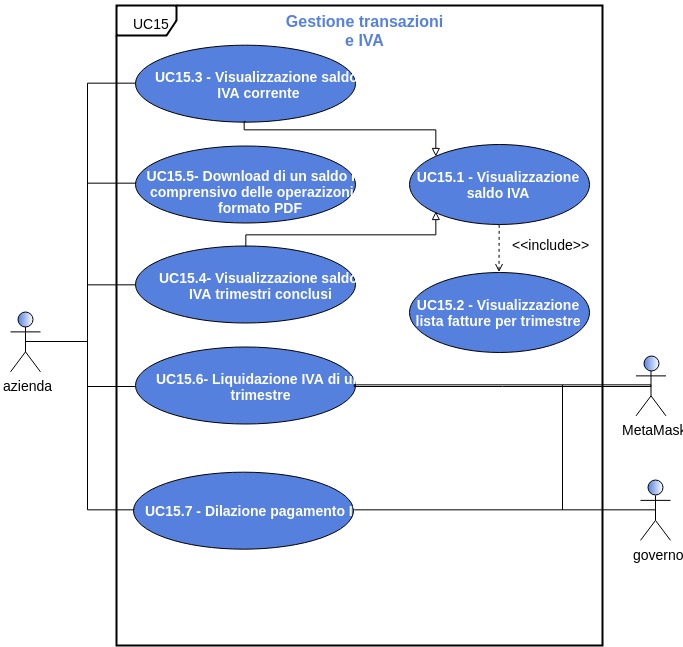 UC15
Gestione transazioni
e IVA
UC15.3 - Visualizzazione saldo
IVA corrente
UC15.5- Download di un saldo
comprensivo delle operazizoni
formato PDF
UC15.1 - Visualizzazione
saldo IVA
<<include>>
UC15.4- Visualizzazione saldo
IVA trimestri conclusi
UC15.2 - Visualizzazione
lista fatture per trimestre
azienda
UC15.6- Liquidazione IVA di
trimestre
MetaMask
UC15.7 - Dilazione pagamento
governo